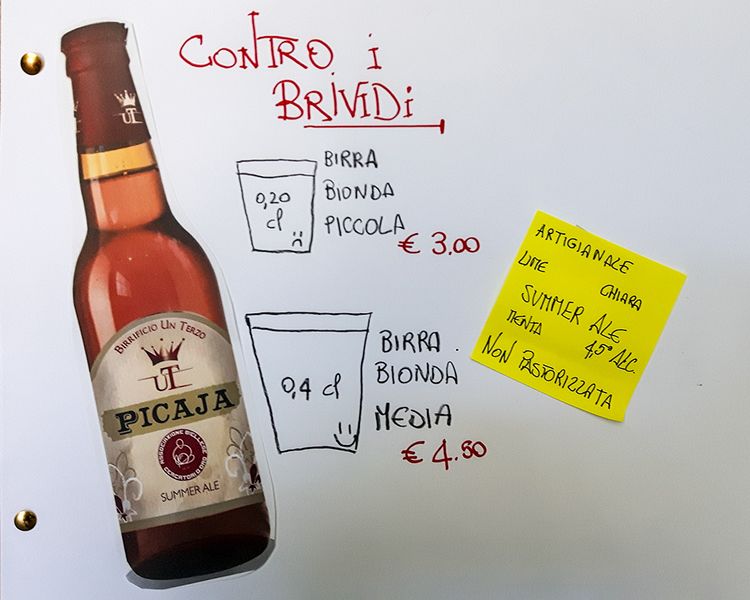 CONTRO i
BRIVIDI
BIRRA
BIONDA
PICCOLA
0,20
cl
€ 3.00
BIRRA
BIONDA
MEDIA
0,4 cl
€ 4.50
ARTIGIANALE
LIME
CHIARA
SUMMER ALE
MENTA
4,5° ALC.
NON PASTORIZZATA
UT
BIRRIFICIO UN TERZO
UT
PICAJA
SUMMER ALE